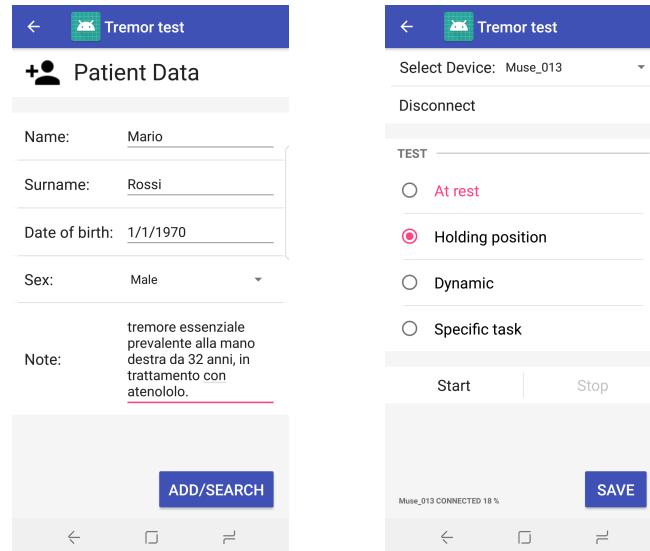 Tremor test
Patient Data
Name: Mario
Surname: Rossi
Date of birth: 1/1/1970
Sex: Male
Note: tremore essenziale
prevalente alla mano
destra da 32 anni, in
trattamento con
atenololo.
ADD/SEARCH
Tremor test
Select Device: Muse_013
Disconnect
TEST
At rest
Holding position
Dynamic
Specific task
Start Stop
Muse_013 CONNECTED 18 %
SAVE